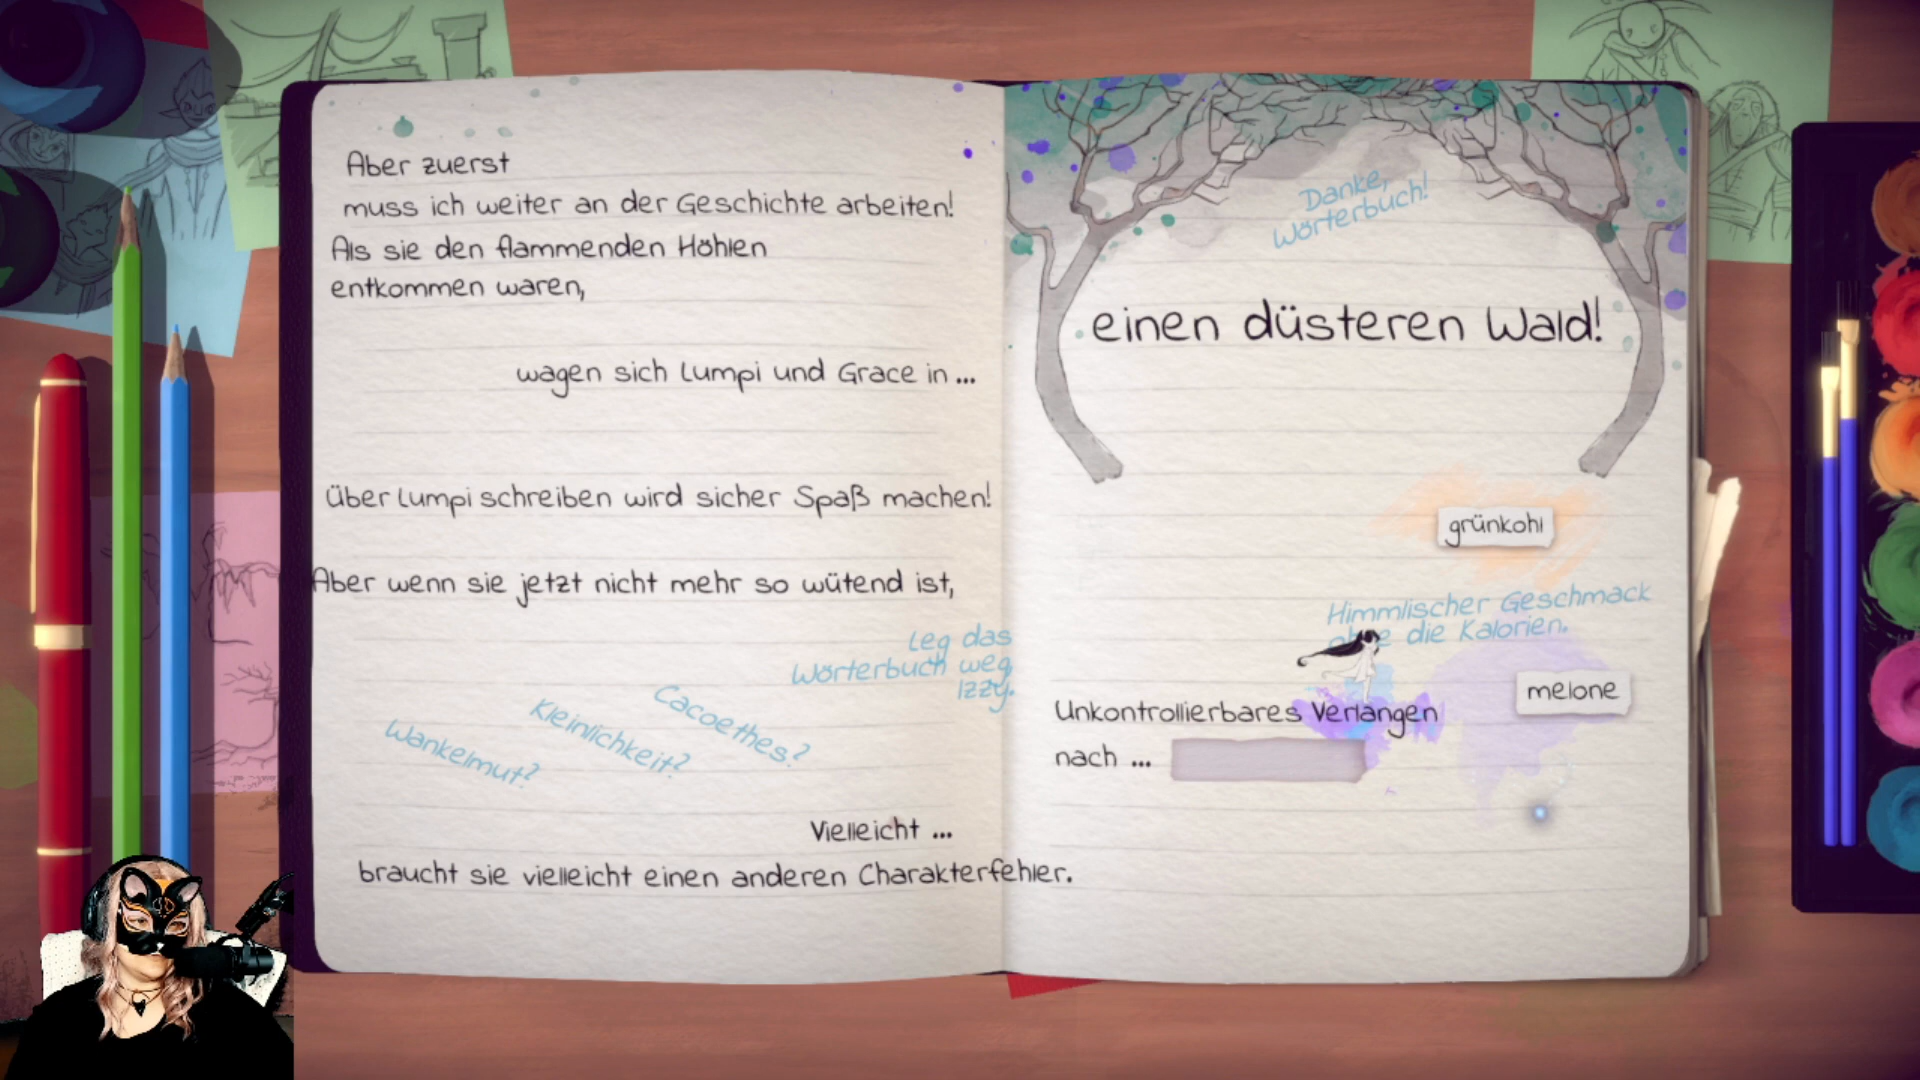 Aber zuerst
muss ich weiter an der Geschichte arbeiten!
Als sie den flammenden Höhlen
entkommen waren,
wagen sich Lumpi und Grace in ...
Über Lumpi schreiben wird sicher Spaß machen!
Aber wenn sie jetzt nicht mehr so wütend ist,
Leg das
Wörterbuch weg,
Izzy.
Cacoethes?
Kleinlichkeit?
Wankelmut?
Vielleicht ...
braucht sie vielleicht einen anderen Charakterfehler.
Danke,
Wörterbuch!
einen düsteren Wald!
grünkohl
Himmlischer Geschmack
ohne die Kalorien.
melone
Unkontrollierbares Verlangen
nach ...